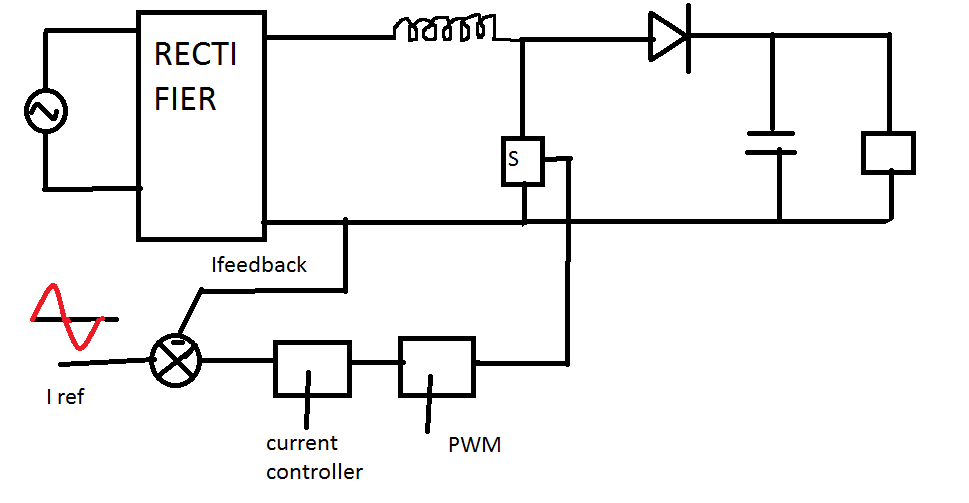 RECTI
FIER
S
Ifeedback
I ref
current
controller
PWM